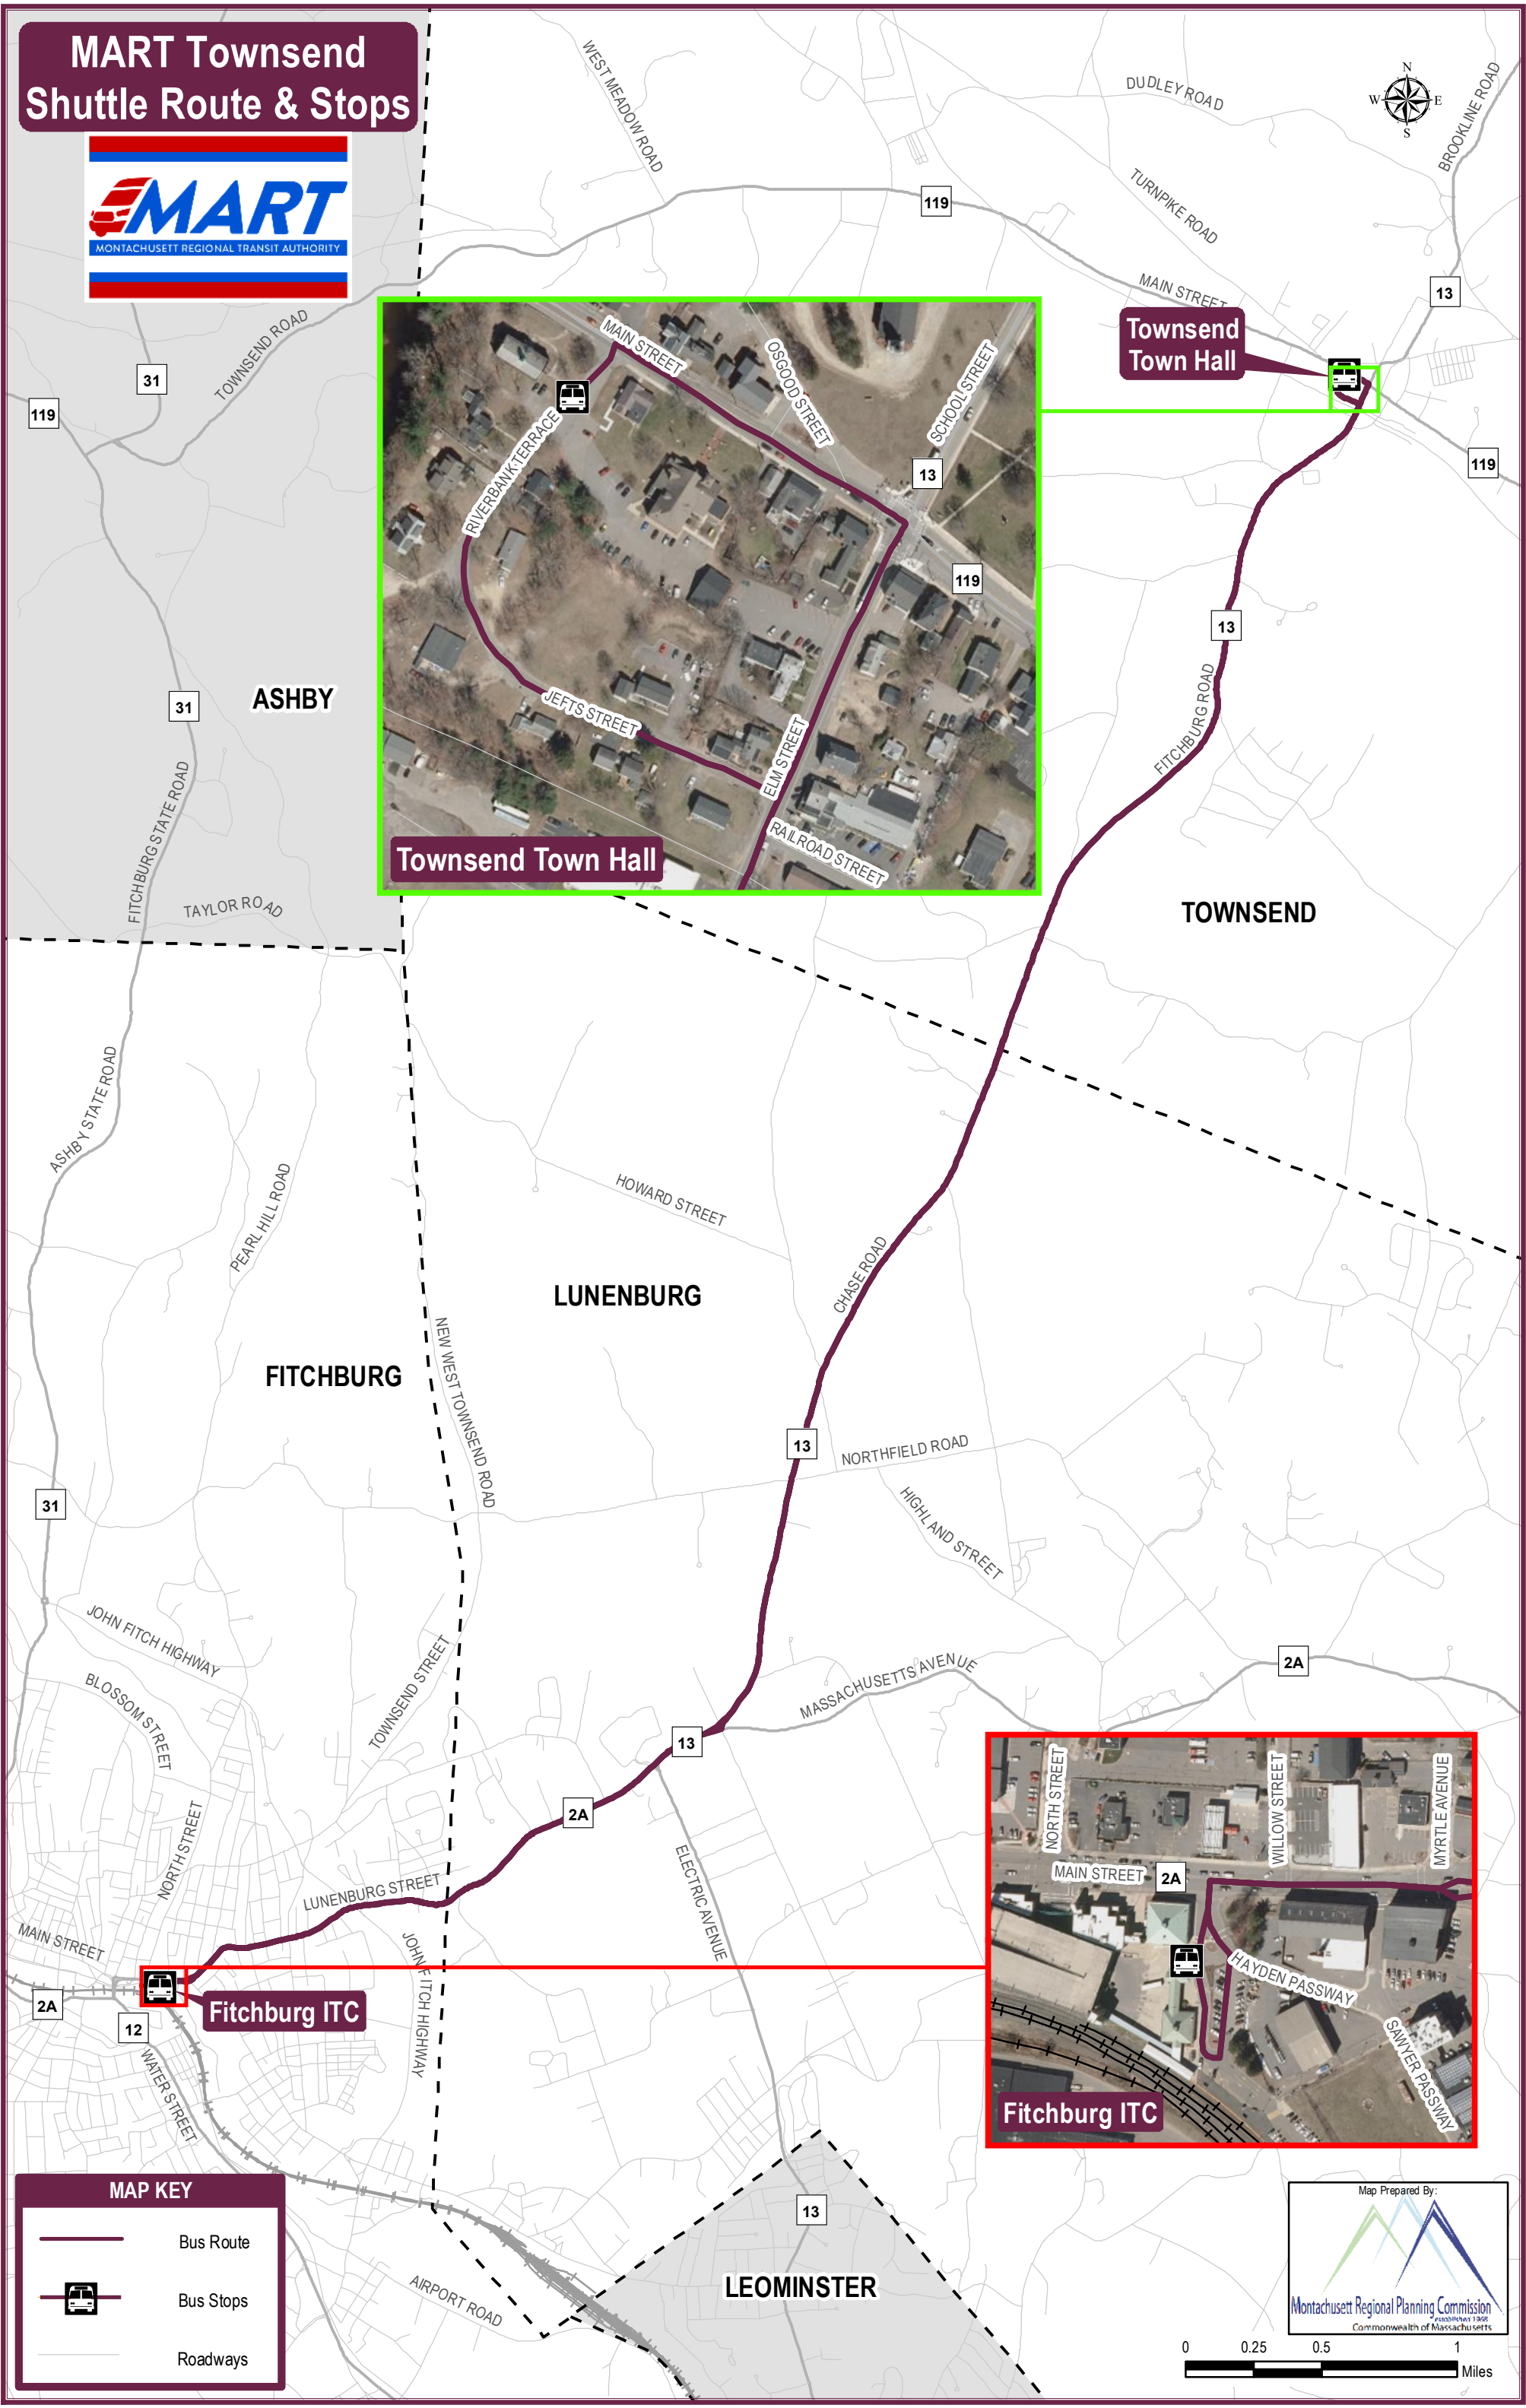 MART Townsend
Shuttle Route & Stops
MART
MONTACHUSETT REGIONAL TRANSIT AUTHORITY
WEST MEADOW ROAD
DUDLEY ROAD
N
W
E
S
BROOKLINE ROAD
TURNPIKE ROAD
119
MAIN STREET
13
Townsend
Town Hall
119
TOWNSEND ROAD
31
119
MAIN STREET
OSGOOD STREET
SCHOOL STREET
13
RIVERBANK TERRACE
119
JEFTS STREET
ELM STREET
RAILROAD STREET
Townsend Town Hall
13
FITCHBURG ROAD
31
ASHBY
FITCHBURG STATE ROAD
TAYLOR ROAD
TOWNSEND
ASHBY STATE ROAD
PEARL HILL ROAD
HOWARD STREET
CHASE ROAD
LUNENBURG
FITCHBURG
NEW WEST TOWNSEND ROAD
13
NORTHFIELD ROAD
HIGHLAND STREET
31
JOHN FITCH HIGHWAY
BLOSSOM STREET
TOWNSEND STREET
MASSACHUSETTS AVENUE
2A
13
2A
NORTH STREET
LUNENBURG STREET
ELECTRIC AVENUE
MAIN STREET
JOHN FITCH HIGHWAY
2A
12
Fitchburg ITC
WATER STREET
NORTH STREET
WILLOW STREET
MYRTLE AVENUE
MAIN STREET
2A
HAYDEN PASSWAY
SAWYER PASSWAY
Fitchburg ITC
13
LEOMINSTER
AIRPORT ROAD
MAP KEY
Bus Route
Bus Stops
Roadways
Map Prepared By:
Montachusett Regional Planning Commission
established 1968
Commonwealth of Massachusetts
0 0.25 0.5 1
Miles